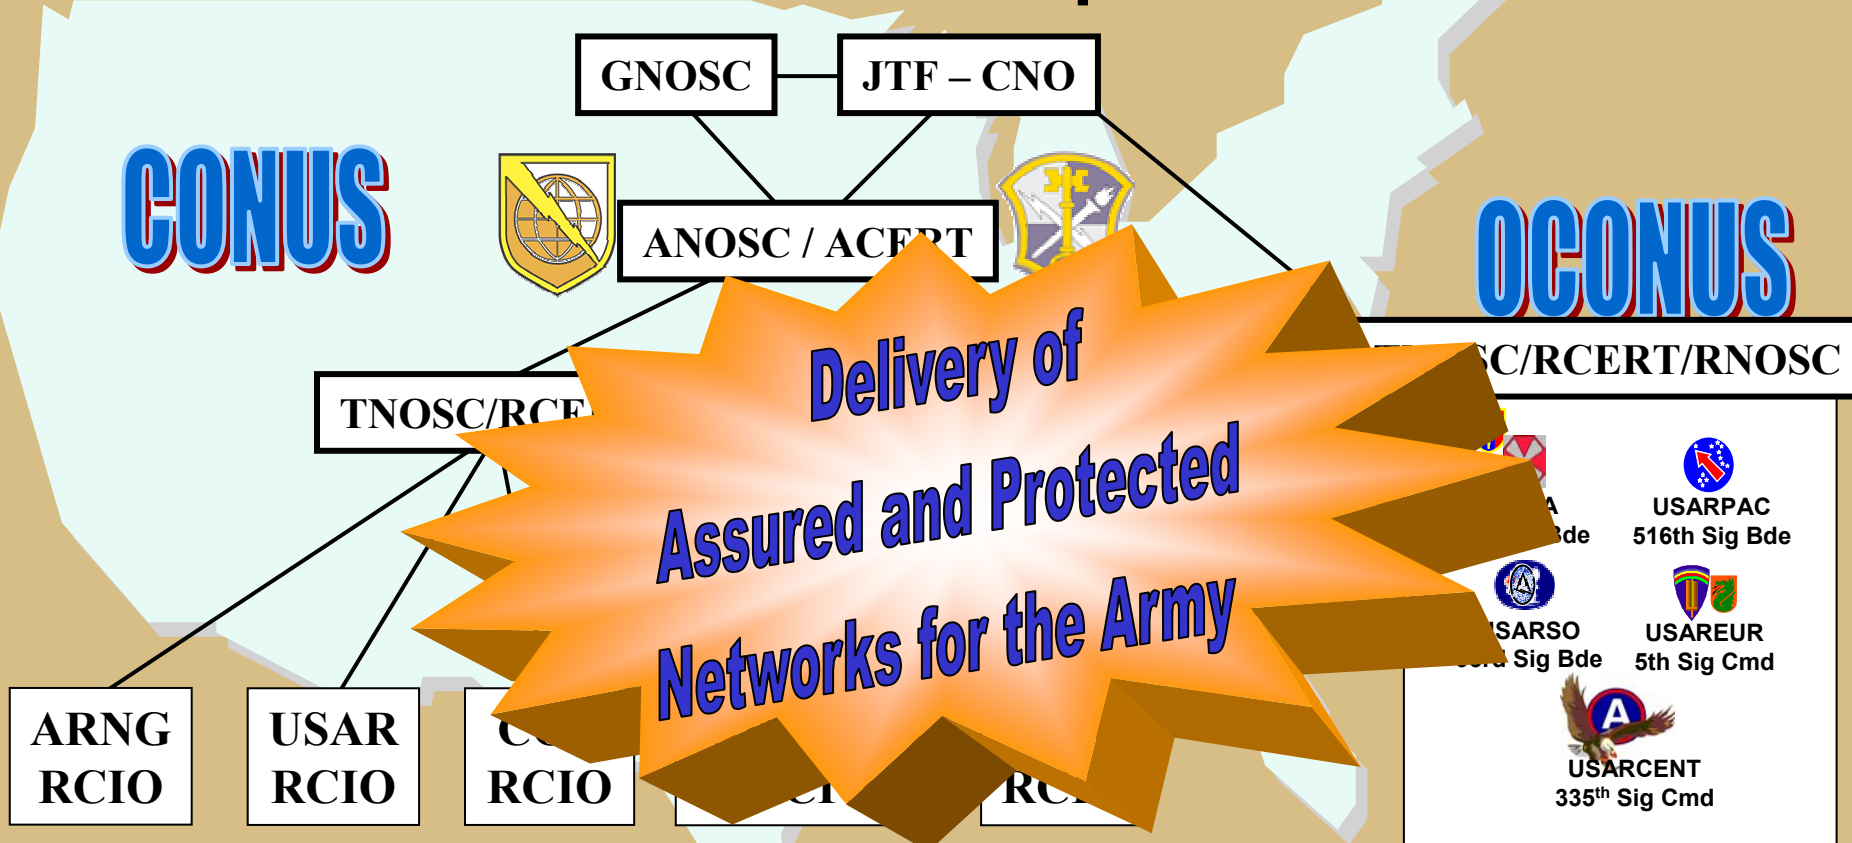 GNOSC
JTF – CNO
CONUS
ANOSC / ACERT
OCONUS
SC/RCERT/RNOSC
TNOSC/RCE
Delivery of
Assured and Protected
Networks for the Army
USARPAC
516th Sig Bde
Bde
SARSO
Sig Bde
USAREUR
5th Sig Cmd
A
USARCENT
335th Sig Cmd
ARNG
RCIO
USAR
RCIO
RCIO